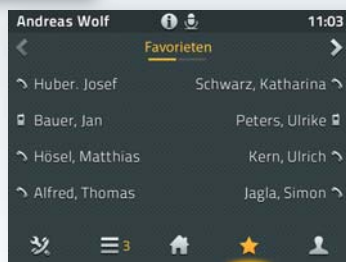 Andreas Wolf 11:03
Favorieten
Huber. Josef Schwarz, Katharina
Bauer, Jan Peters, Ulrike
Hösel, Matthias Kern, Ulrich
Alfred, Thomas Jagla, Simon
3